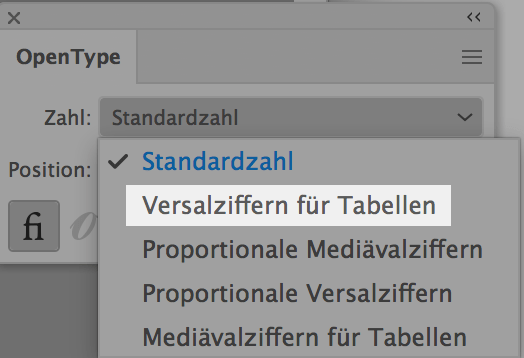 OpenType
Zahl: Standardzahl
Position:
Standardzahl
Versalziffern für Tabellen
Proportionale Mediävalziffern
Proportionale Versalziffern
Mediävalziffern für Tabellen
fi